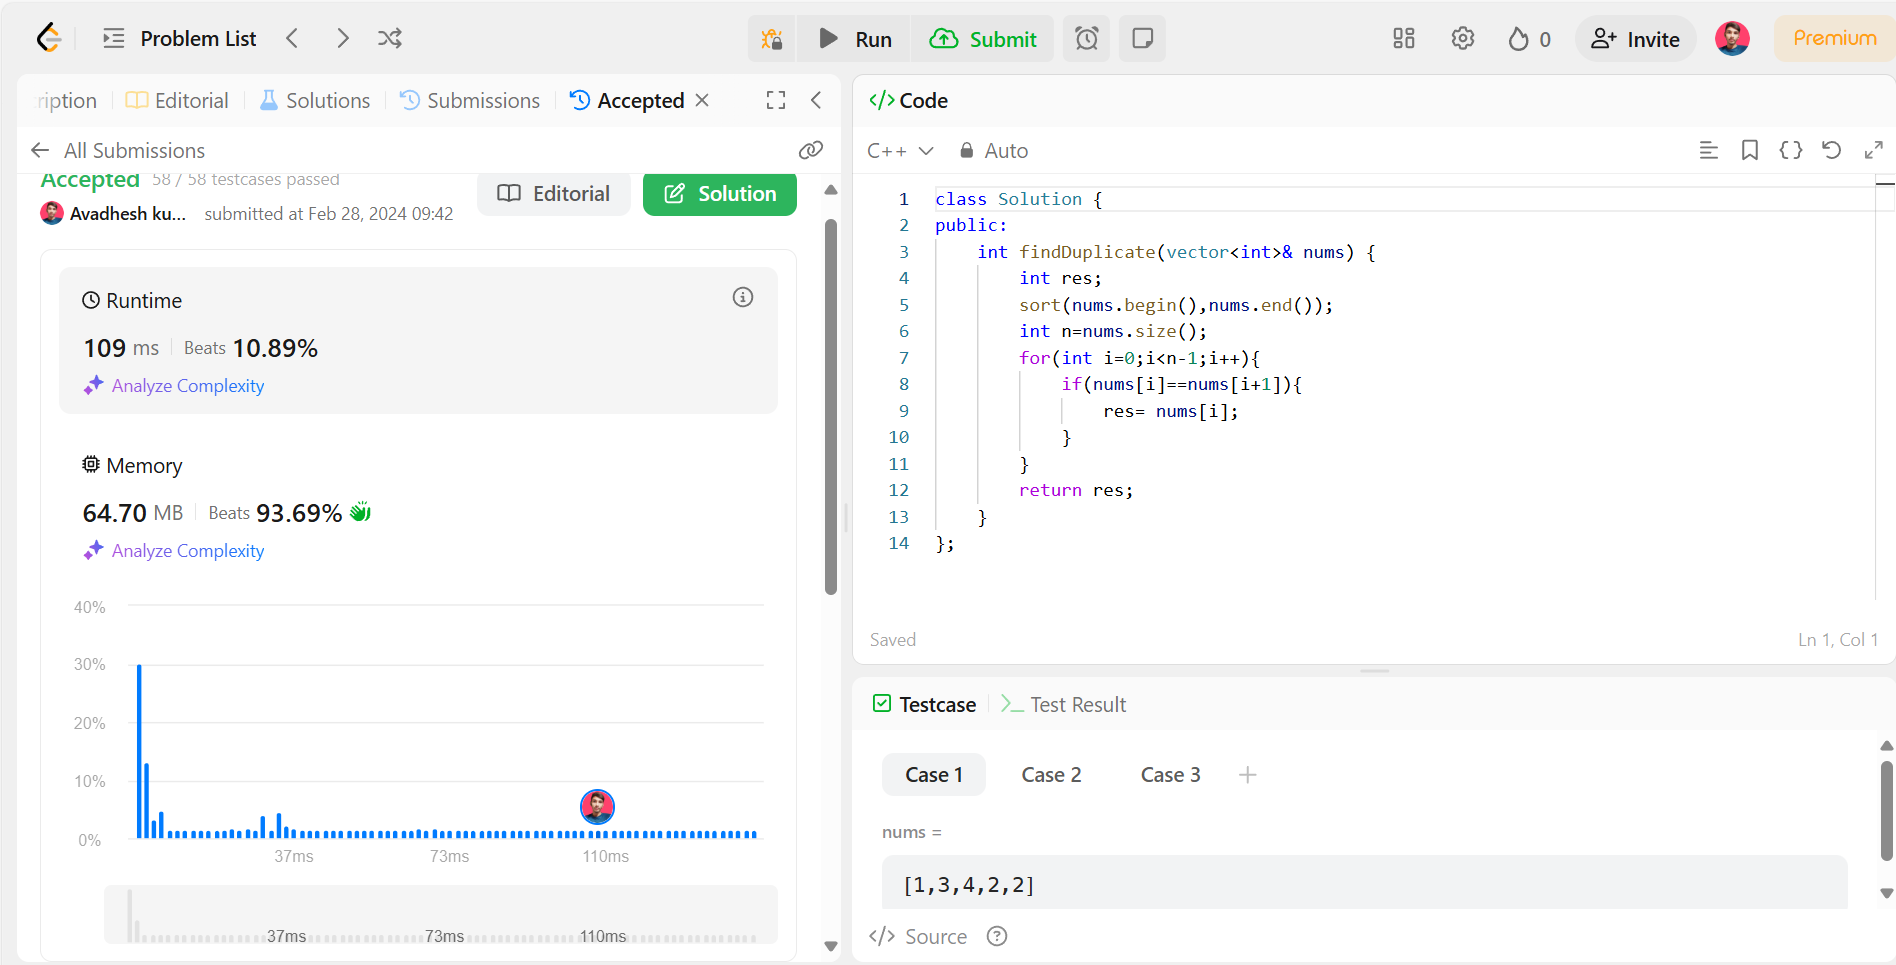 Problem List
Run
Submit
0
Invite
Premium
ription
Editorial
Solutions
Submissions
Accepted
All Submissions
Accepted 58 / 58 testcases passed
Avadhesh ku... submitted at Feb 28, 2024 09:42
Editorial
Solution
Runtime
109 ms Beats 10.89%
Analyze Complexity
Memory
64.70 MB Beats 93.69%
Analyze Complexity
40%
30%
20%
10%
0%
37ms 73ms 110ms
37ms 73ms 110ms
</> Code
C++ Auto
1 class Solution {
2 public:
3     int findDuplicate(vector<int>& nums) {
4         int res;
5         sort(nums.begin(),nums.end());
6         int n=nums.size();
7         for(int i=0;i<n-1;i++){
8             if(nums[i]==nums[i+1]){
9                 res= nums[i];
10             }
11         }
12         return res;
13     }
14 };
Saved
Ln 1, Col 1
Testcase
Test Result
Case 1 Case 2 Case 3 +
nums =
[1,3,4,2,2]
</> Source